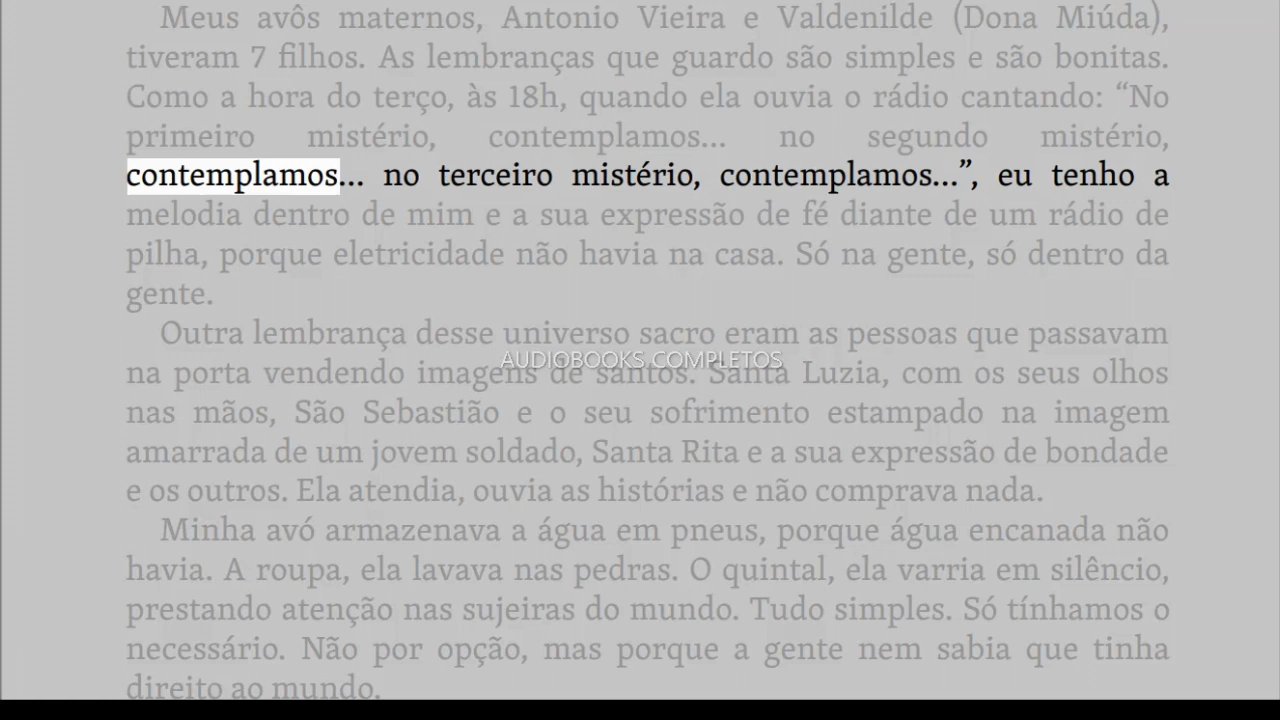 Meus avôs maternos, Antonio Vieira e Valdenilde (Dona Miúda),
tiveram 7 filhos. As lembranças que guardo são simples e são bonitas.
Como a hora do terço, às 18h, quando ela ouvia o rádio cantando: “No
primeiro mistério, contemplamos... no segundo mistério,
contemplamos... no terceiro mistério, contemplamos...”, eu tenho a
melodia dentro de mim e a sua expressão de fé diante de um rádio de
pilha, porque eletricidade não havia na casa. Só na gente, só dentro da
gente.
Outra lembrança desse universo sacro eram as pessoas que passavam
AUDIOBOOKS COMPLETOS
na porta vendendo imagens de santos. Santa Luzia, com os seus olhos
nas mãos, São Sebastião e o seu sofrimento estampado na imagem
amarrada de um jovem soldado, Santa Rita e a sua expressão de bondade
e os outros. Ela atendia, ouvia as histórias e não comprava nada.
Minha avó armazenava a água em pneus, porque água encanada não
havia. A roupa, ela lavava nas pedras. O quintal, ela varria em silêncio,
prestando atenção nas sujeiras do mundo. Tudo simples. Só tínhamos o
necessário. Não por opção, mas porque a gente nem sabia que tinha
direito ao mundo.